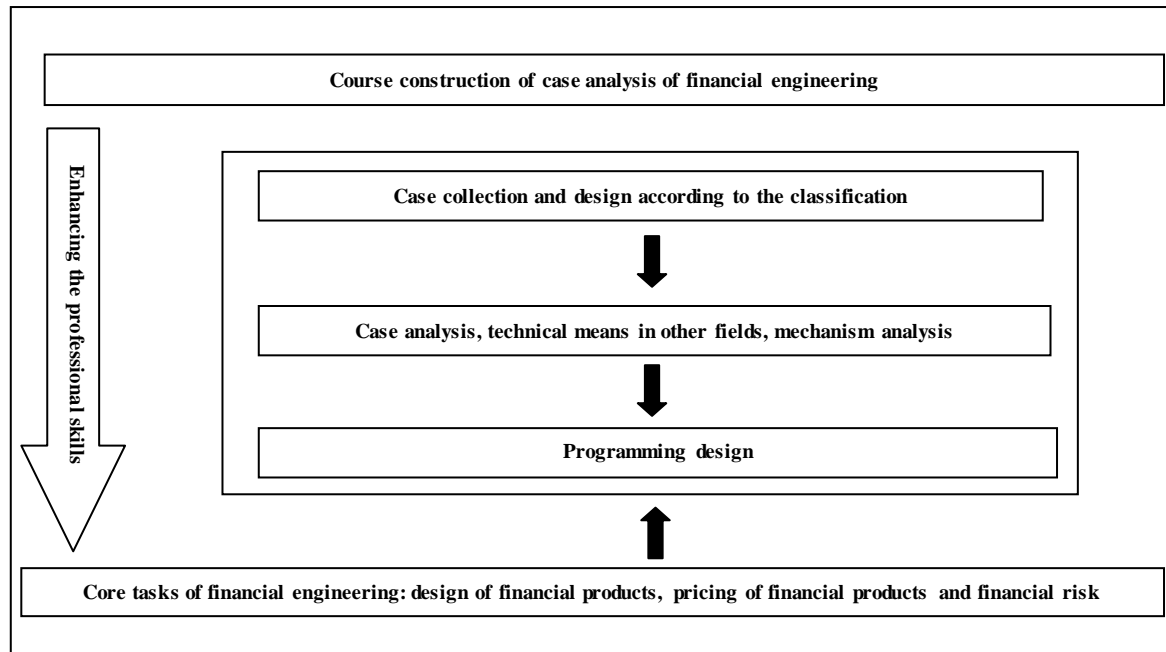 Course construction of case analysis of financial engineering
Enhancing the professional skills
Case collection and design according to the classification
Case analysis, technical means in other fields, mechanism analysis
Programming design
Core tasks of financial engineering: design of financial products, pricing of financial products and financial risk